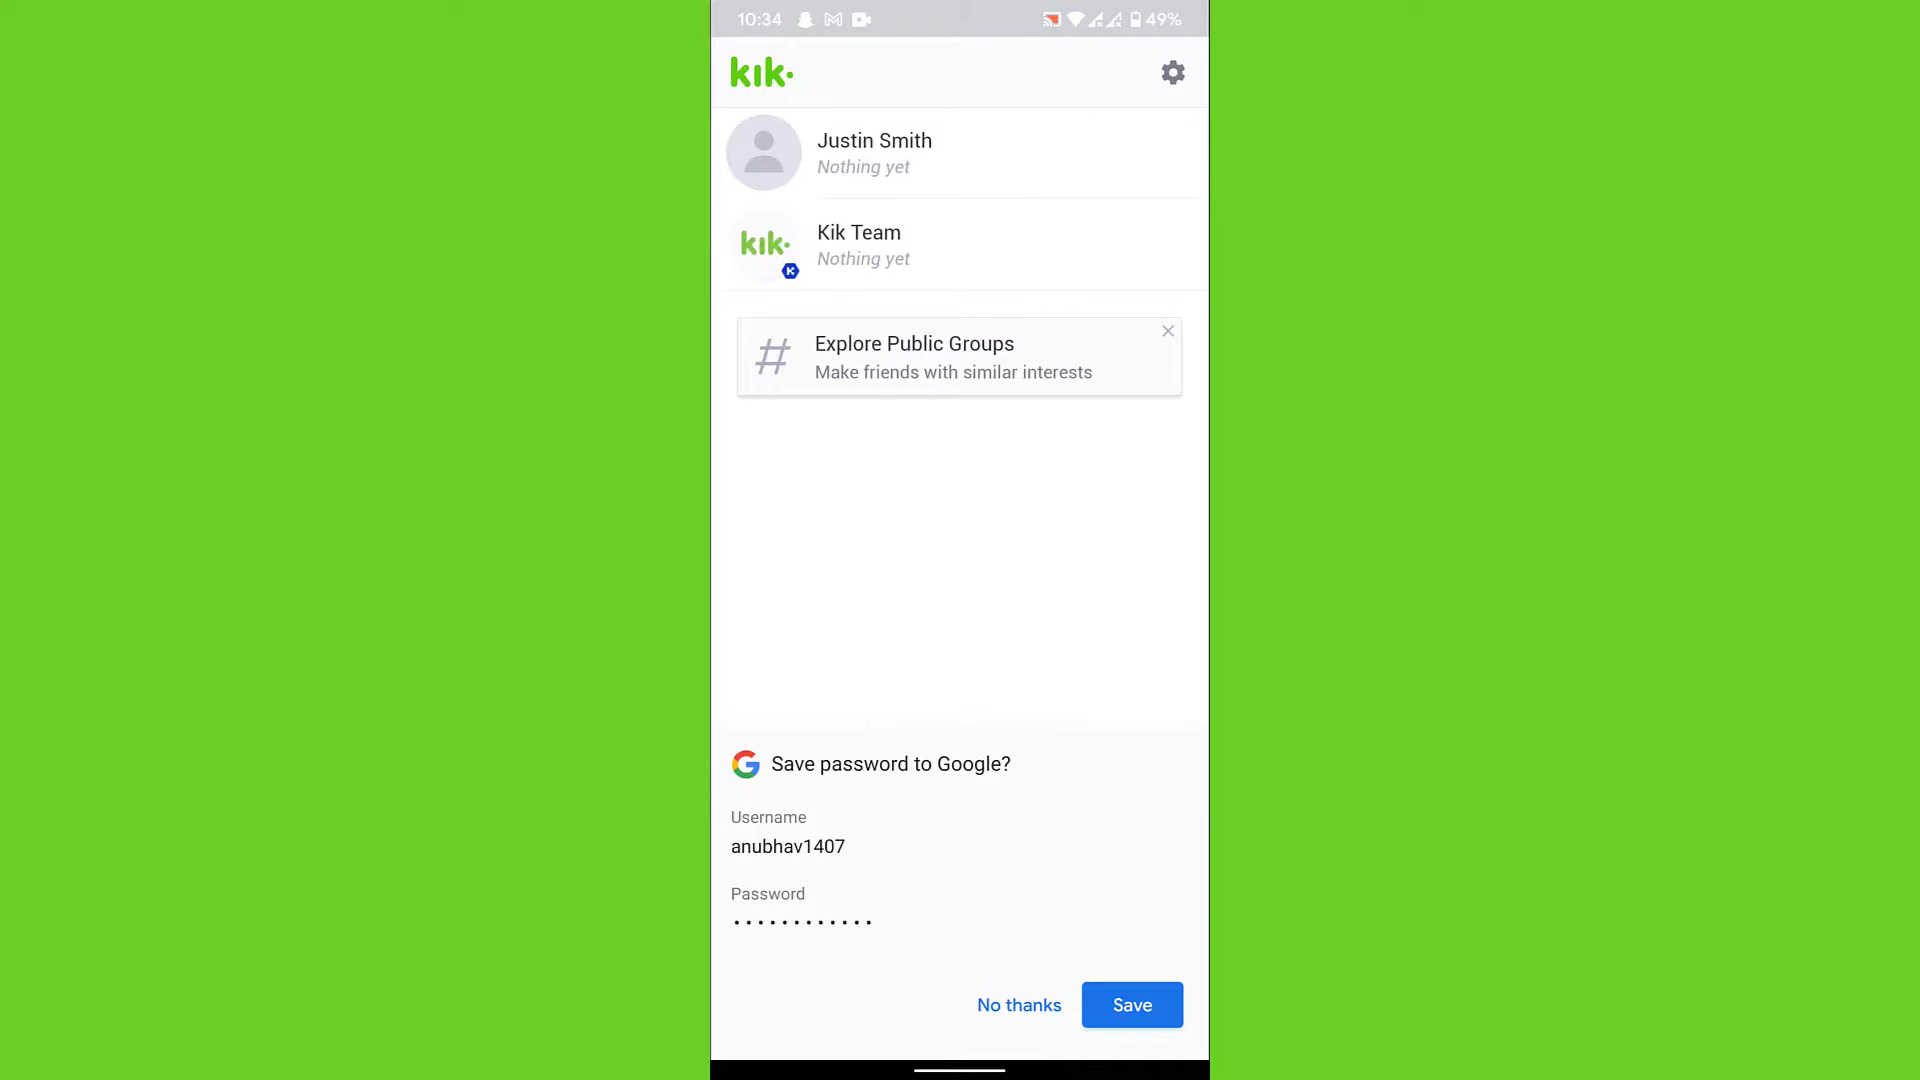 10:34
49%
kik.
Justin Smith
Nothing yet
kik.
K
Kik Team
Nothing yet
Explore Public Groups
Make friends with similar interests
Save password to Google?
Username
anubhav1407
Password
••••••••••••
No thanks
Save